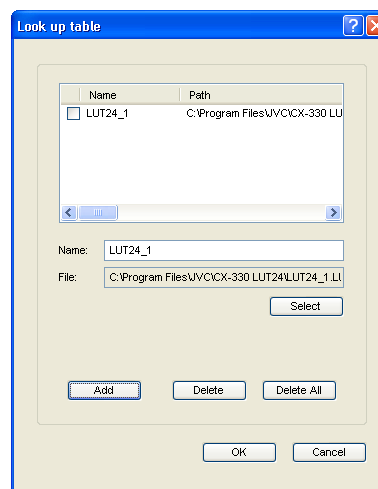 Look up table
Name Path
LUT24_1 C:\Program Files\JVC\CX-330 LU
Name: LUT24_1
File: C:\Program Files\JVC\CX-330 LUT24\LUT24_1.LU
Select
Add Delete Delete All
OK Cancel